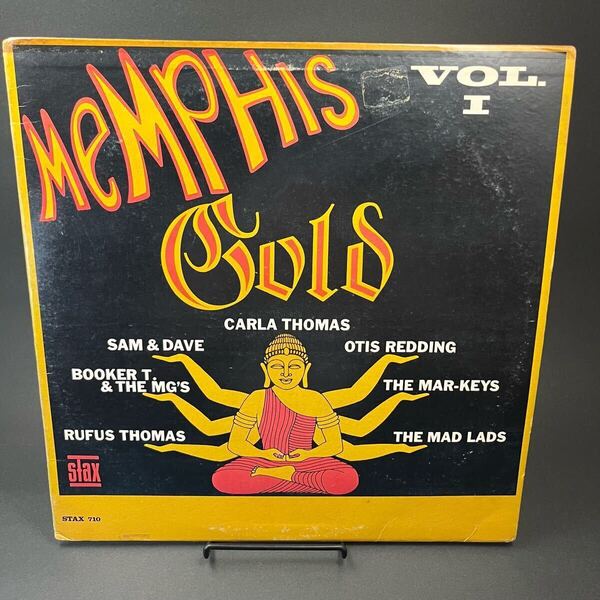 MEMPHIS
VOL.
I
Gold
CARLA THOMAS
SAM & DAVE
OTIS REDDING
BOOKER T.
& THE MG'S
THE MAR-KEYS
RUFUS THOMAS
THE MAD LADS
stax
STAX 710